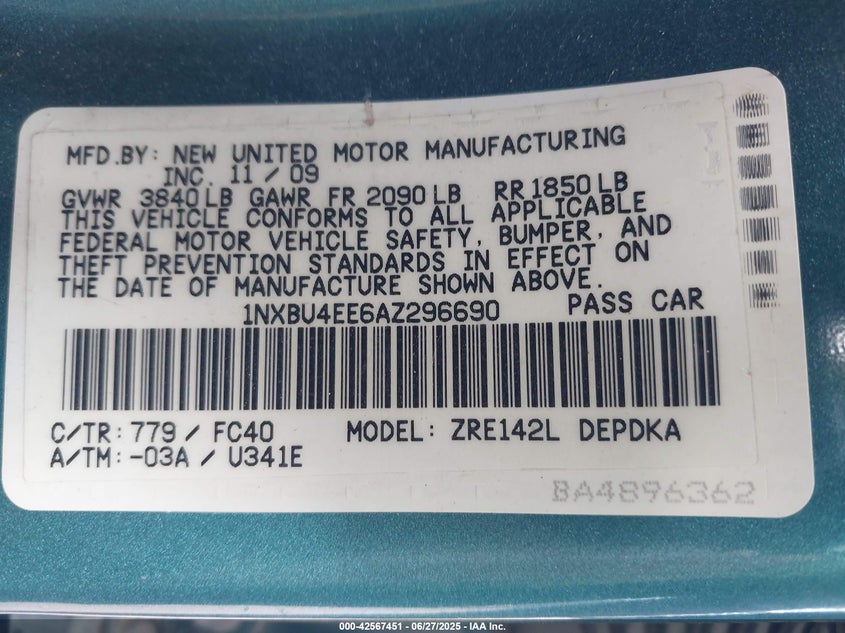 MFD.BY: NEW UNITED MOTOR MANUFACTURING
INC. 11 / 09
GVWR 3840 LB GAWR FR 2090 LB RR 1850 LB
THIS VEHICLE CONFORMS TO ALL APPLICABLE
FEDERAL MOTOR VEHICLE SAFETY, BUMPER, AND
THEFT PREVENTION STANDARDS IN EFFECT ON
THE DATE OF MANUFACTURE SHOWN ABOVE.
1NXBU4EE6AZ296690 PASS CAR
C/TR: 779 / FC40 MODEL: ZRE142L DEPDKA
A/TM: -03A / U341E
BA4896362
000-42567451 - 06/27/2025 - IAA Inc.